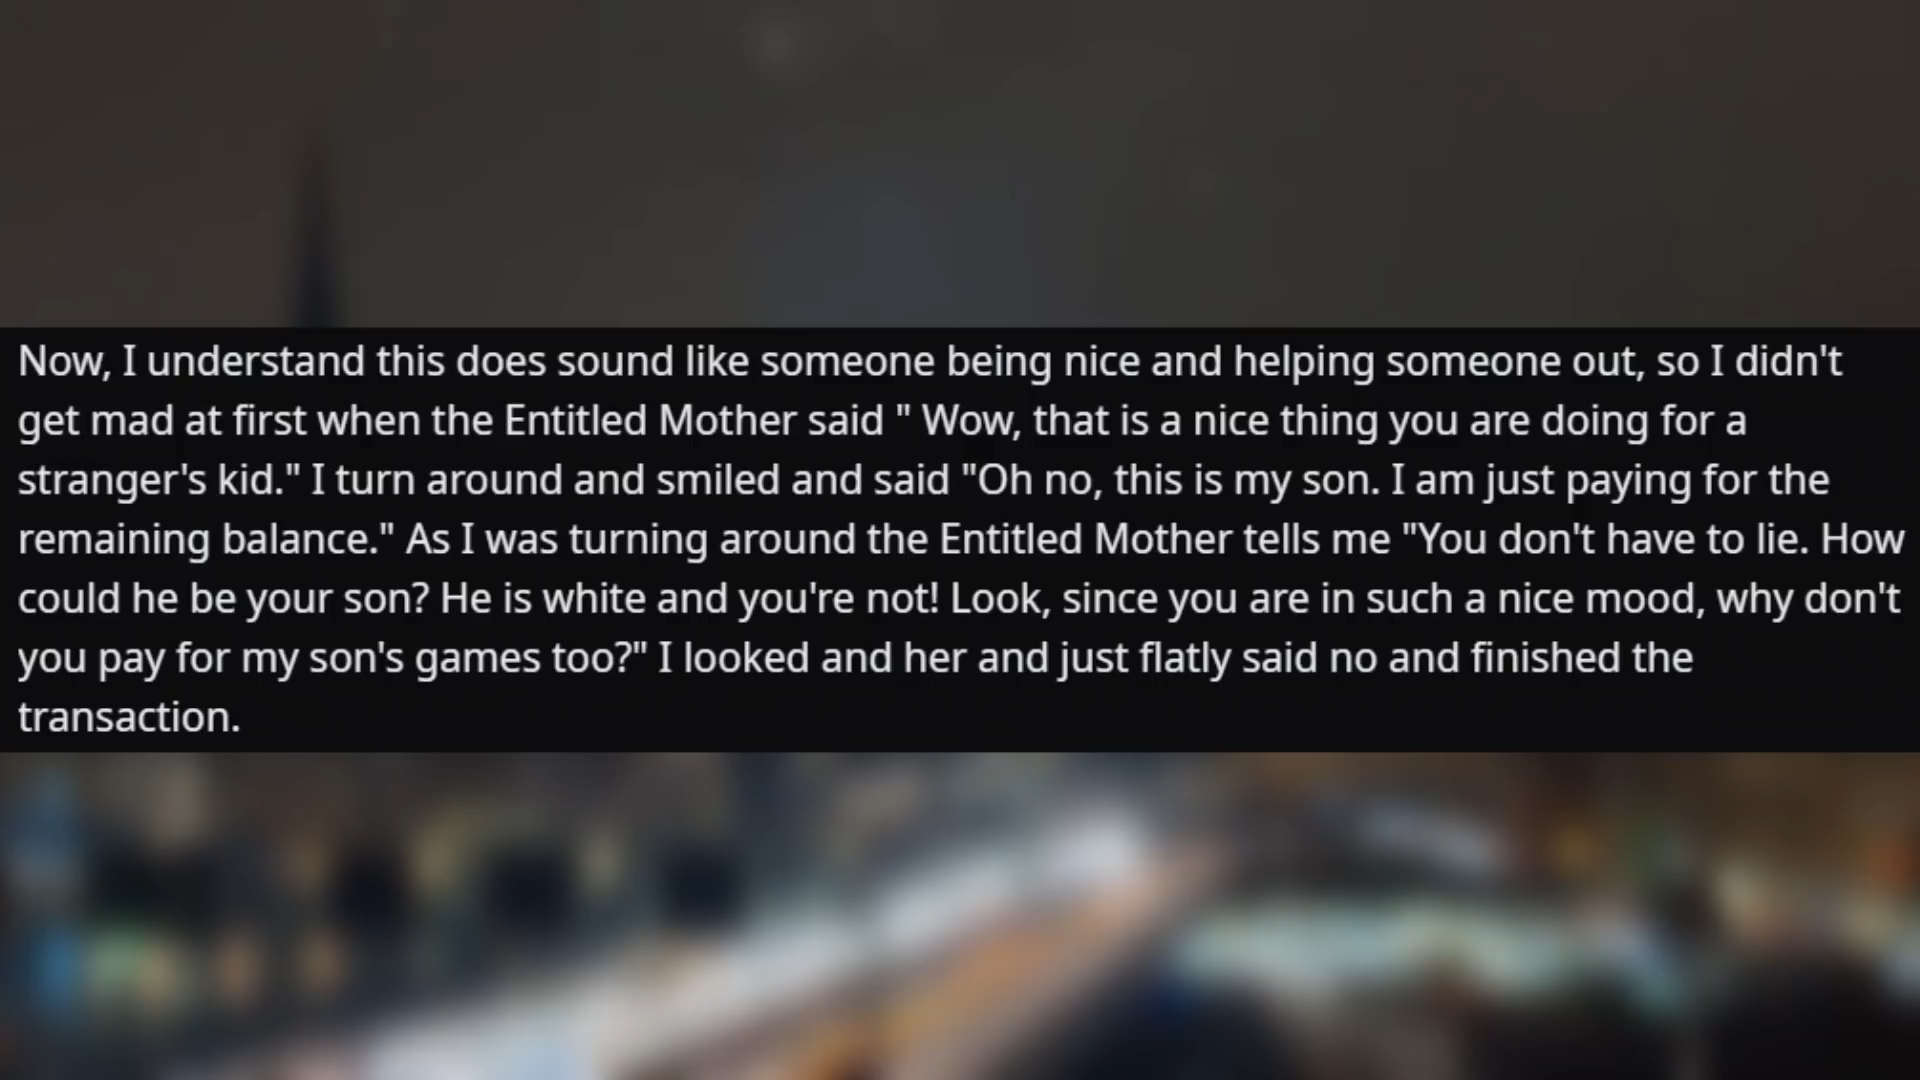 Now, I understand this does sound like someone being nice and helping someone out, so I didn't
get mad at first when the Entitled Mother said " Wow, that is a nice thing you are doing for a
stranger's kid." I turn around and smiled and said "Oh no, this is my son. I am just paying for the
remaining balance." As I was turning around the Entitled Mother tells me "You don't have to lie. How
could he be your son? He is white and you're not! Look, since you are in such a nice mood, why don't
you pay for my son's games too?" I looked and her and just flatly said no and finished the
transaction.